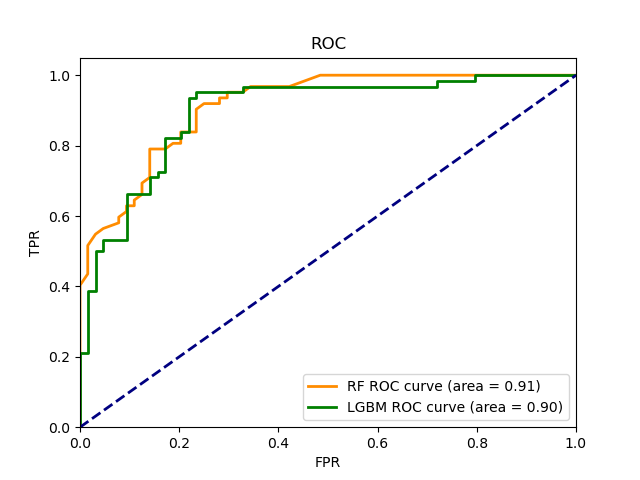 ROC
TPR
1.0
0.8
0.6
0.4
0.2
0.0
0.0 0.2 0.4 0.6 0.8 1.0
FPR
RF ROC curve (area = 0.91)
LGBM ROC curve (area = 0.90)